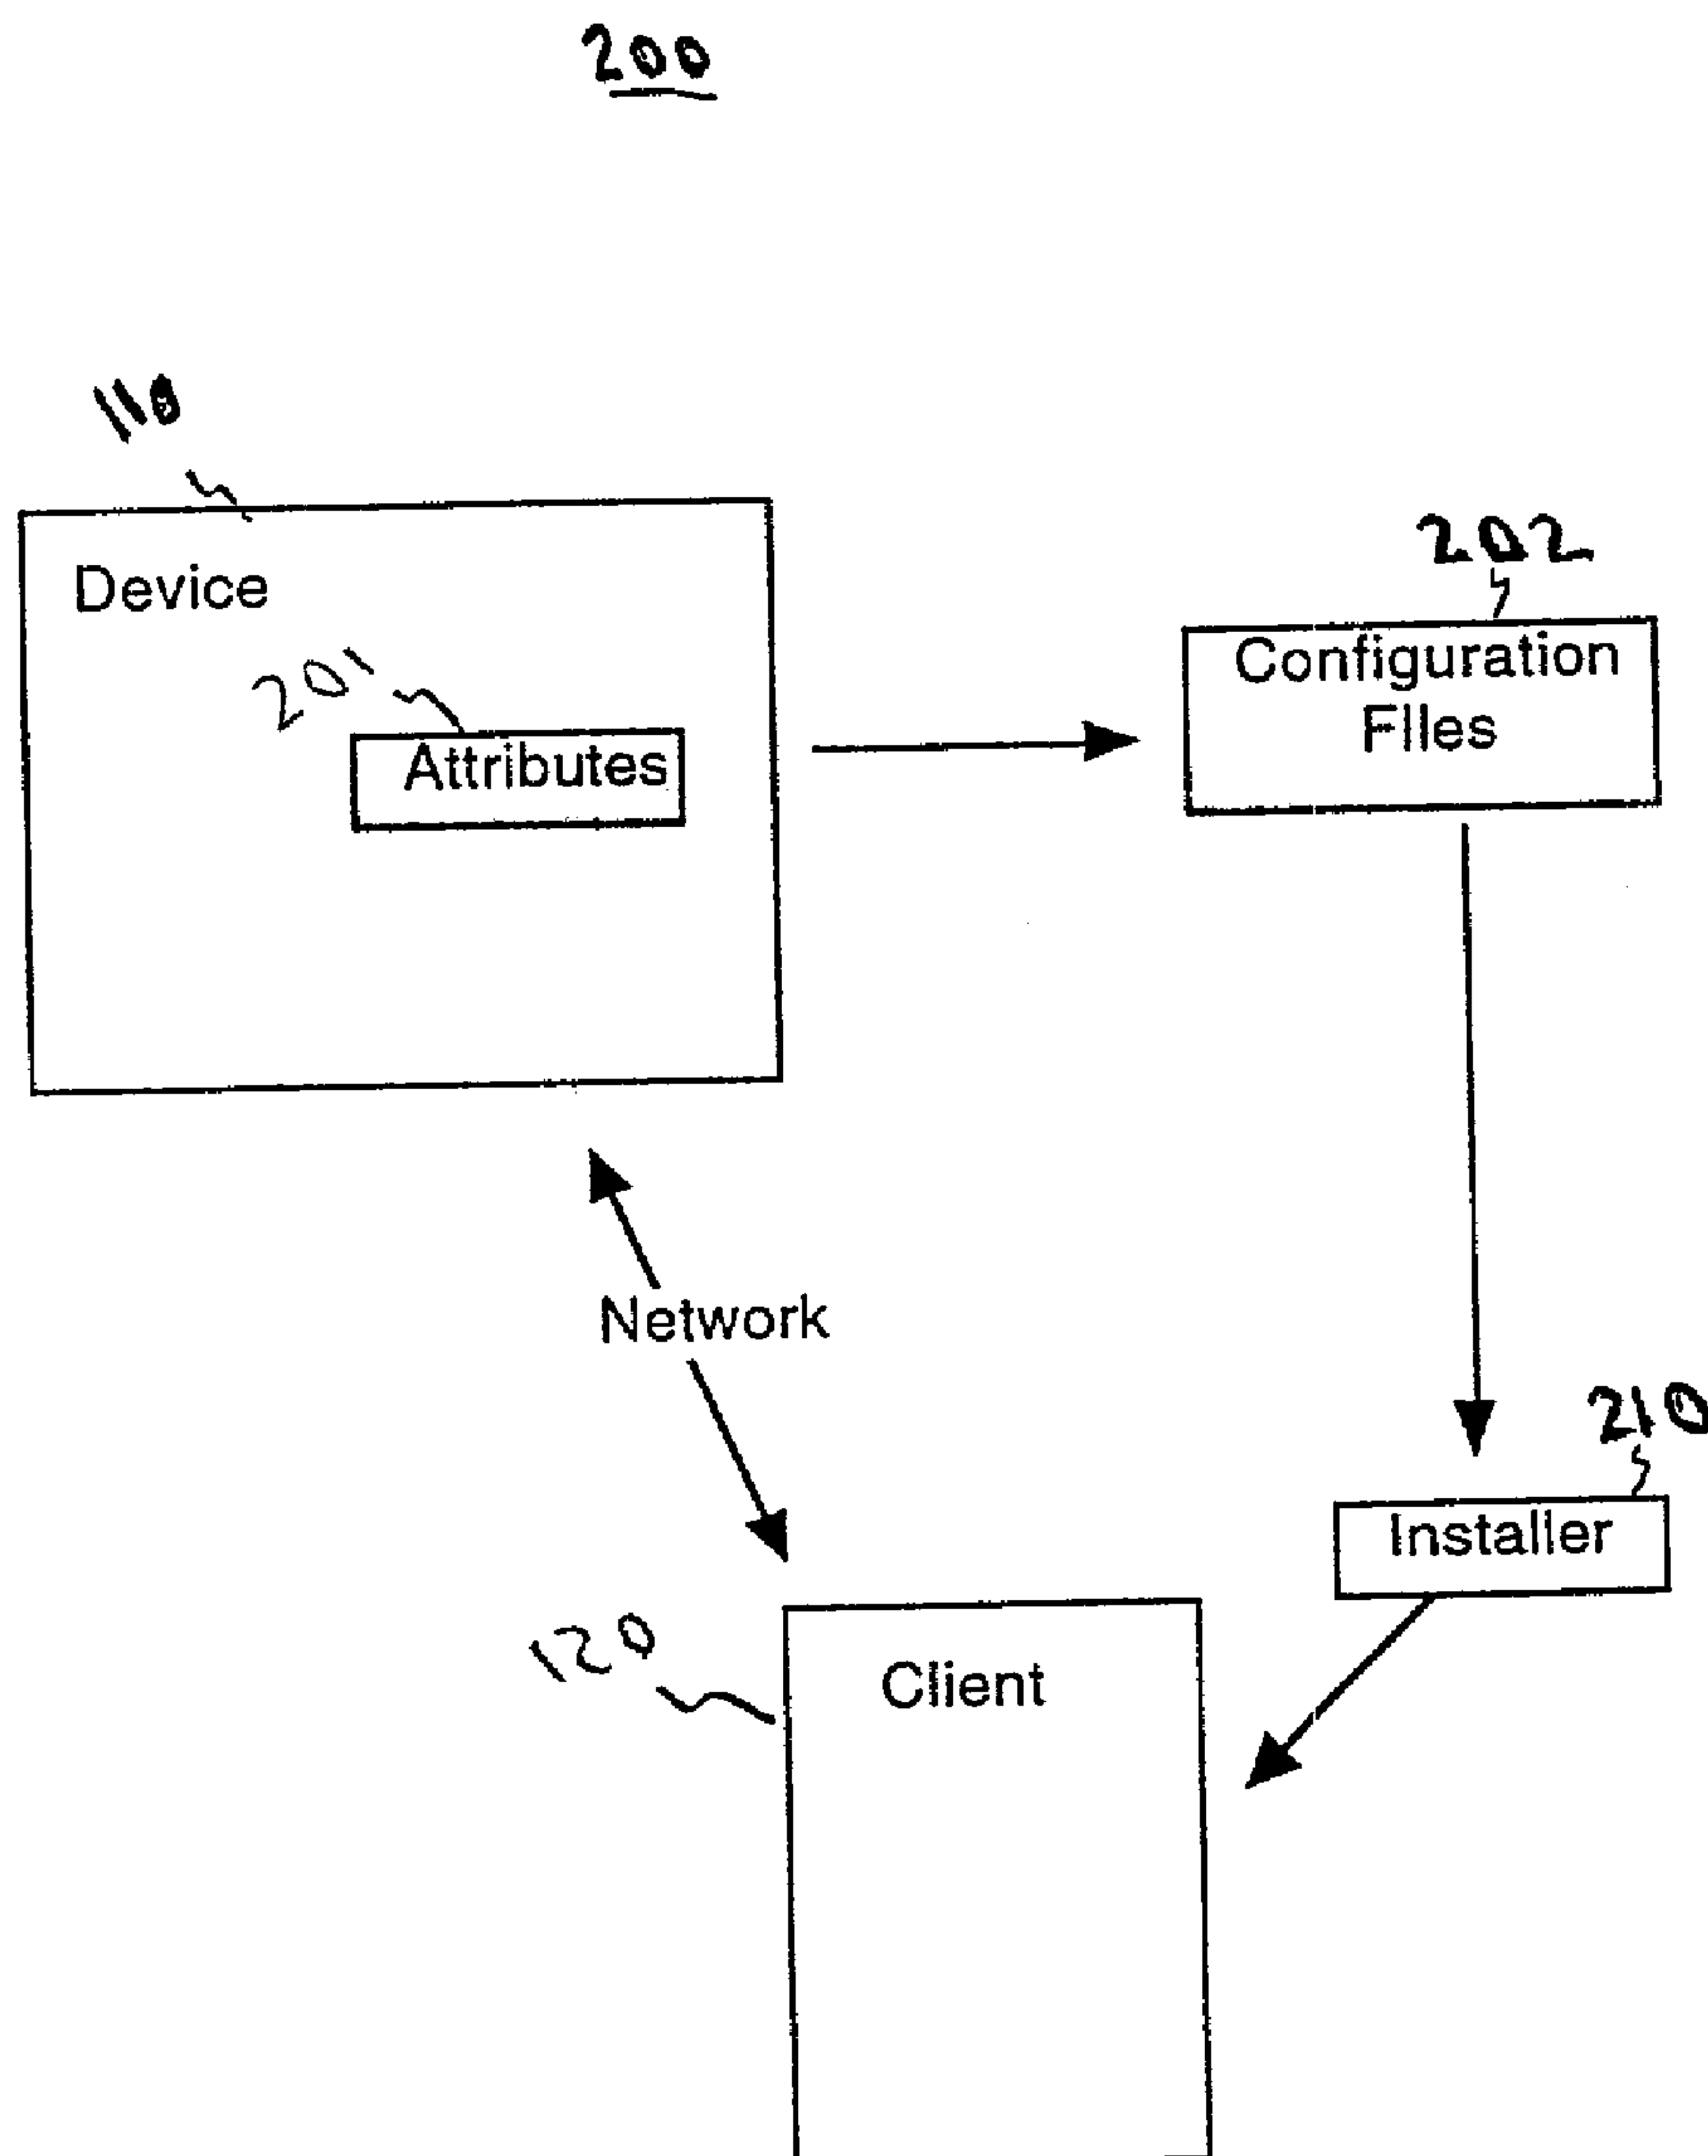 200
110
Device
201
Attributes
202
Configuration
FIles
Network
210
Installer
120
Client